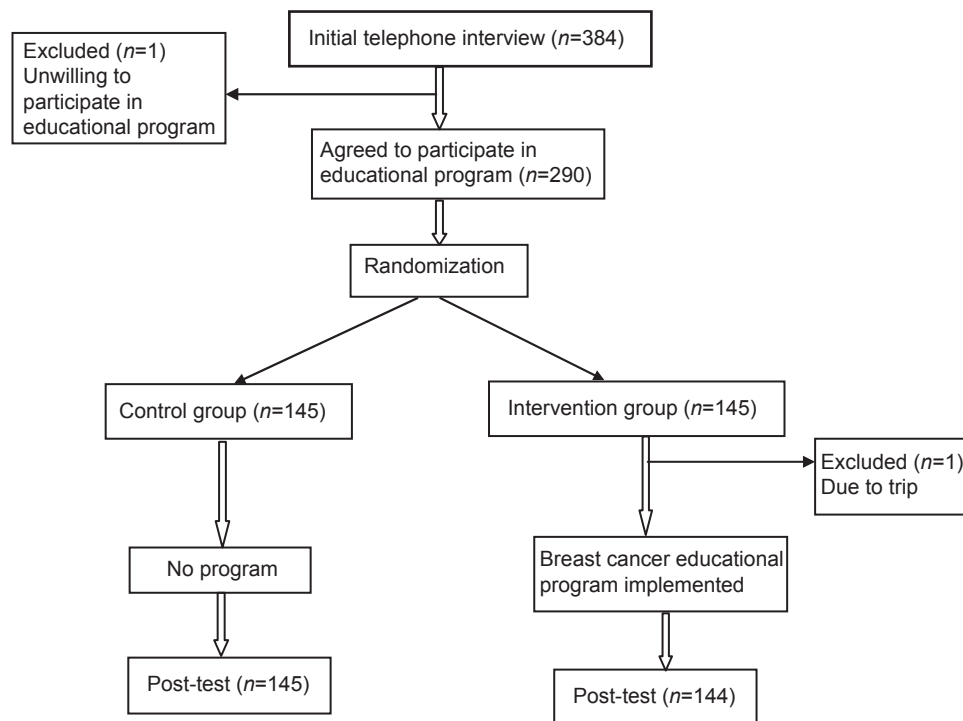 Initial telephone interview (n=384)
Excluded (n=1)
Unwilling to
participate in
educational program
Agreed to participate in
educational program (n=290)
Randomization
Control group (n=145)
Intervention group (n=145)
Excluded (n=1)
Due to trip
No program
Breast cancer educational
program implemented
Post-test (n=145)
Post-test (n=144)